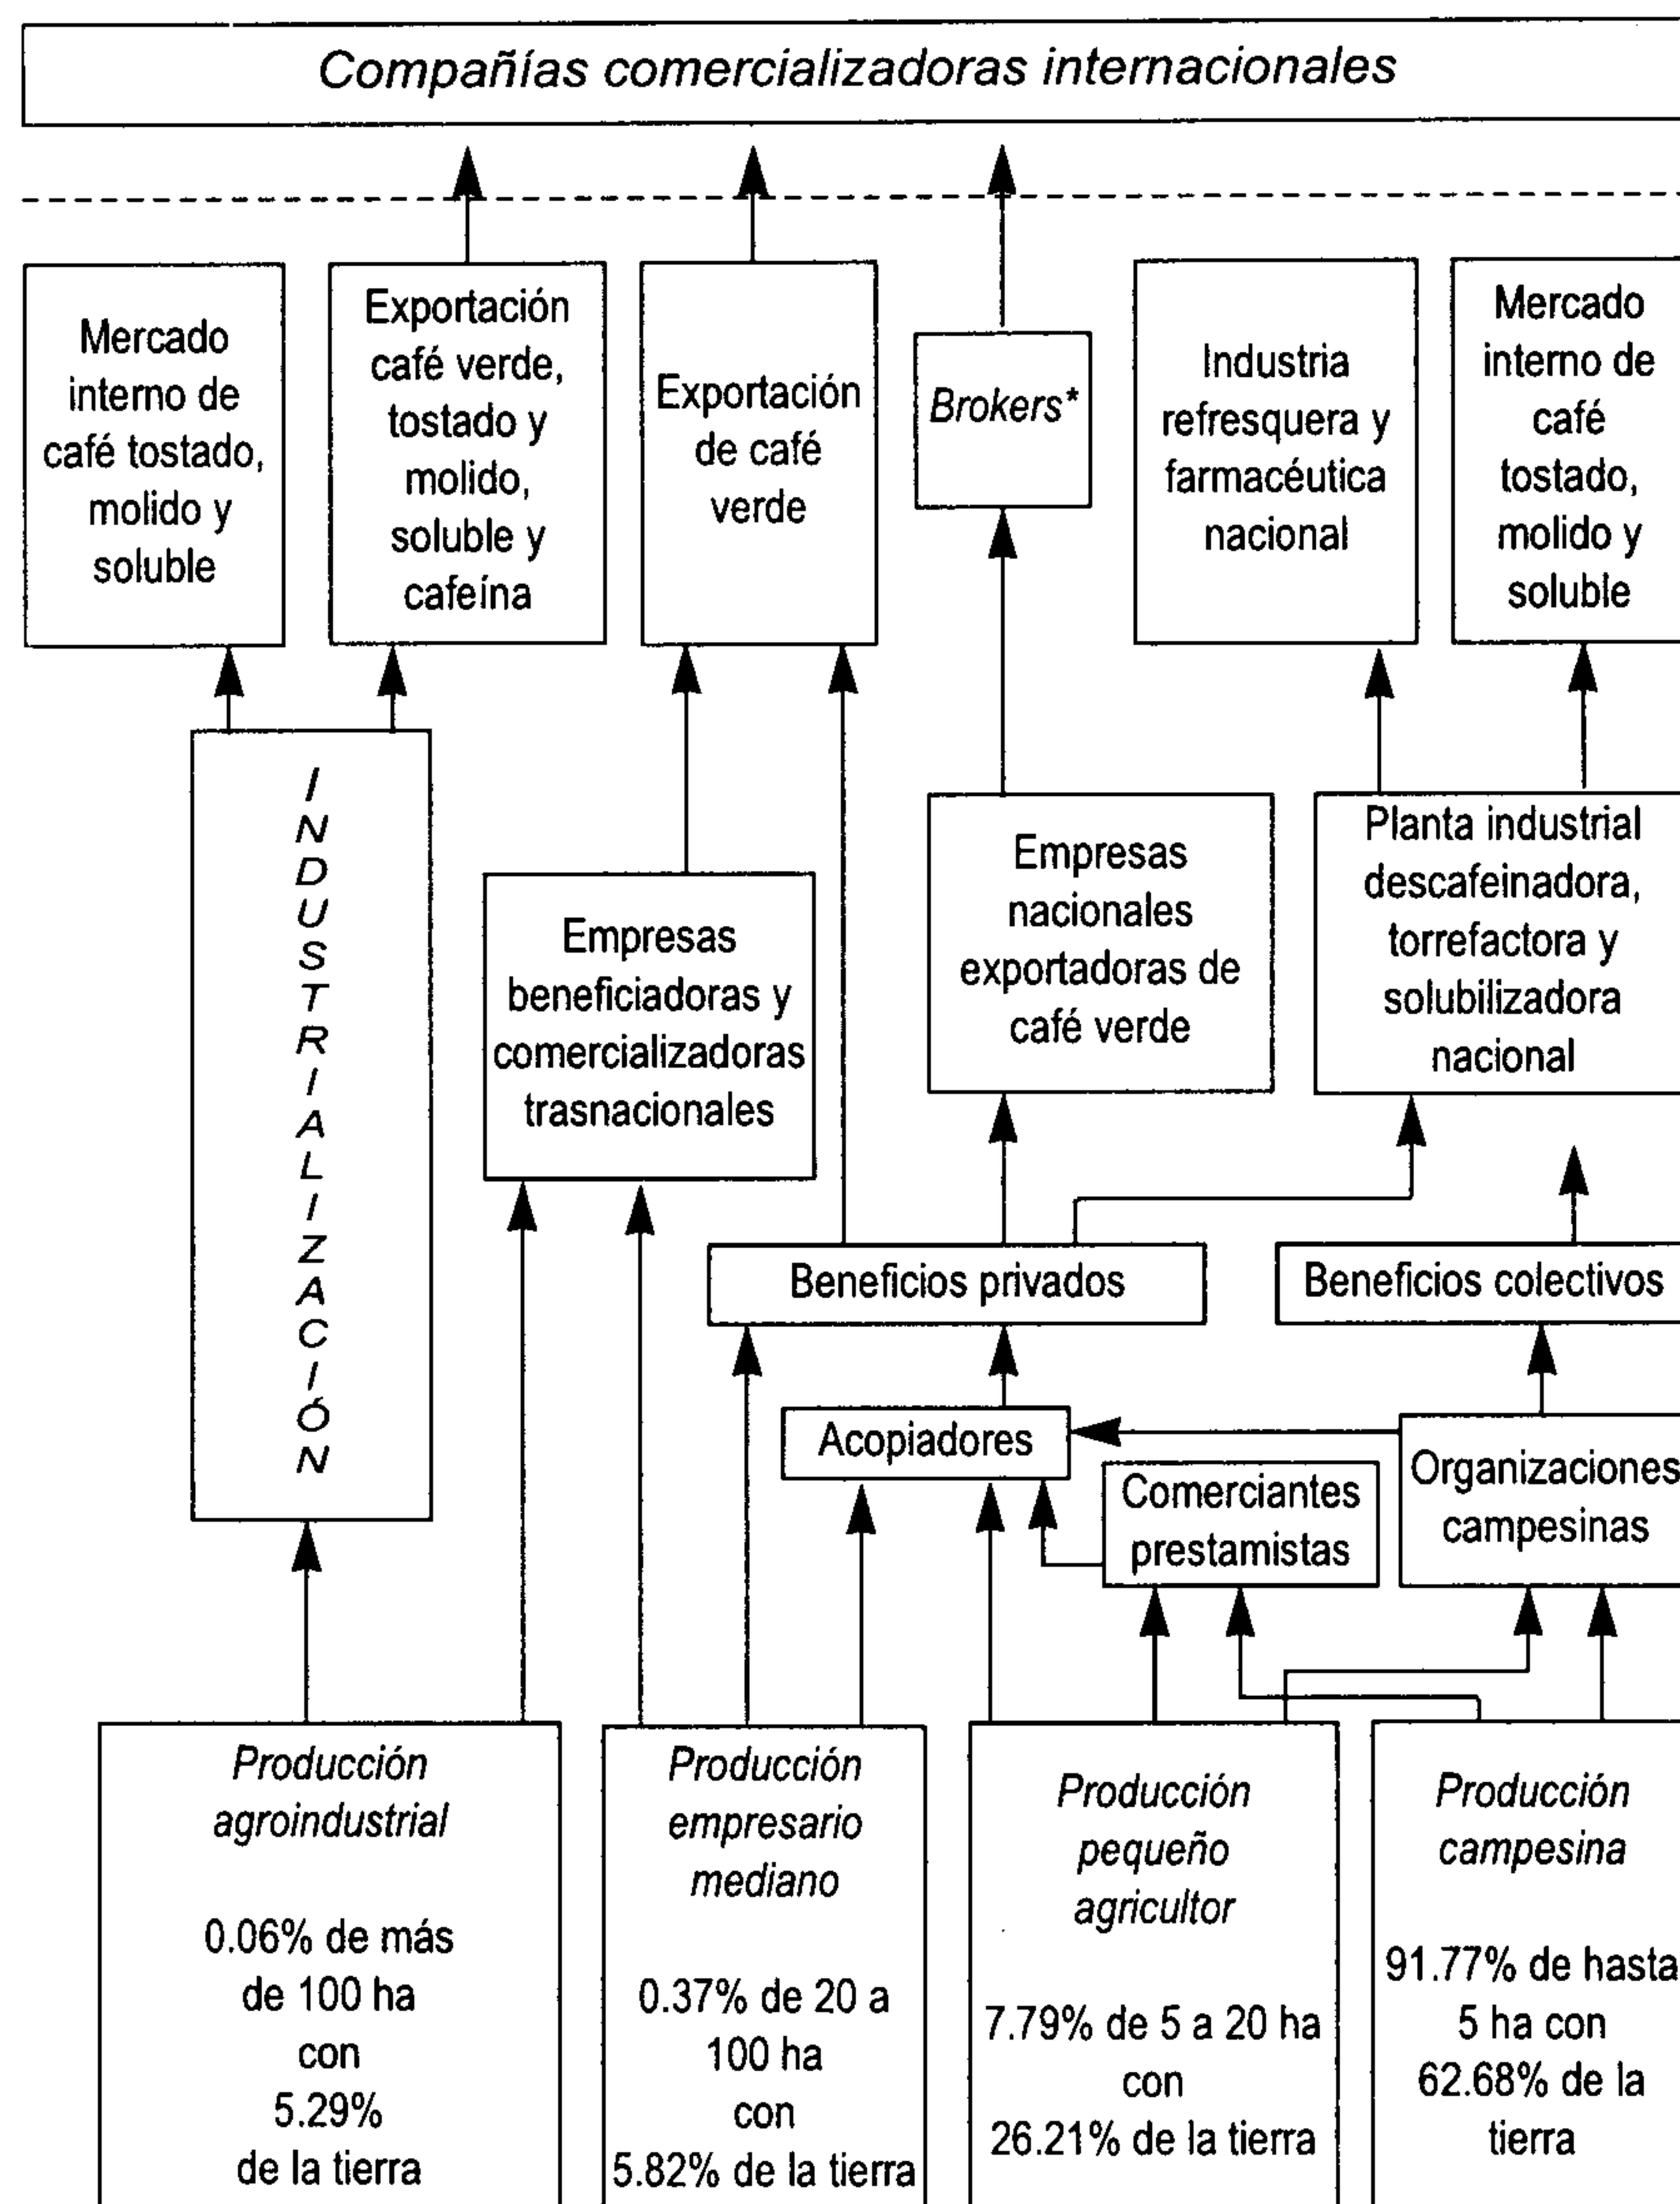 Compañías comercializadoras internacionales
Mercado
interno de
café tostado,
molido y
soluble
Exportación
café verde,
tostado y
molido,
soluble y
cafeína
Exportación
de café
verde
Brokers*
Industria
refresquera y
farmacéutica
nacional
Mercado
interno de
café
tostado,
molido y
soluble
I
N
D
U
S
T
R
I
A
L
I
Z
A
C
I
Ó
N
Empresas
beneficiadoras y
comercializadoras
trasnacionales
Empresas
nacionales
exportadoras de
café verde
Planta industrial
descafeinadora,
torrefactora y
solubilizadora
nacional
Beneficios privados
Beneficios colectivos
Acopiadores
Comerciantes
prestamistas
Organizaciones
campesinas
Producción
agroindustrial
0.06% de más
de 100 ha
con
5.29%
de la tierra
Producción
empresario
mediano
0.37% de 20 a
100 ha
con
5.82% de la tierra
Producción
pequeño
agricultor
7.79% de 5 a 20 ha
con
26.21% de la tierra
Producción
campesina
91.77% de hasta
5 ha con
62.68% de la
tierra